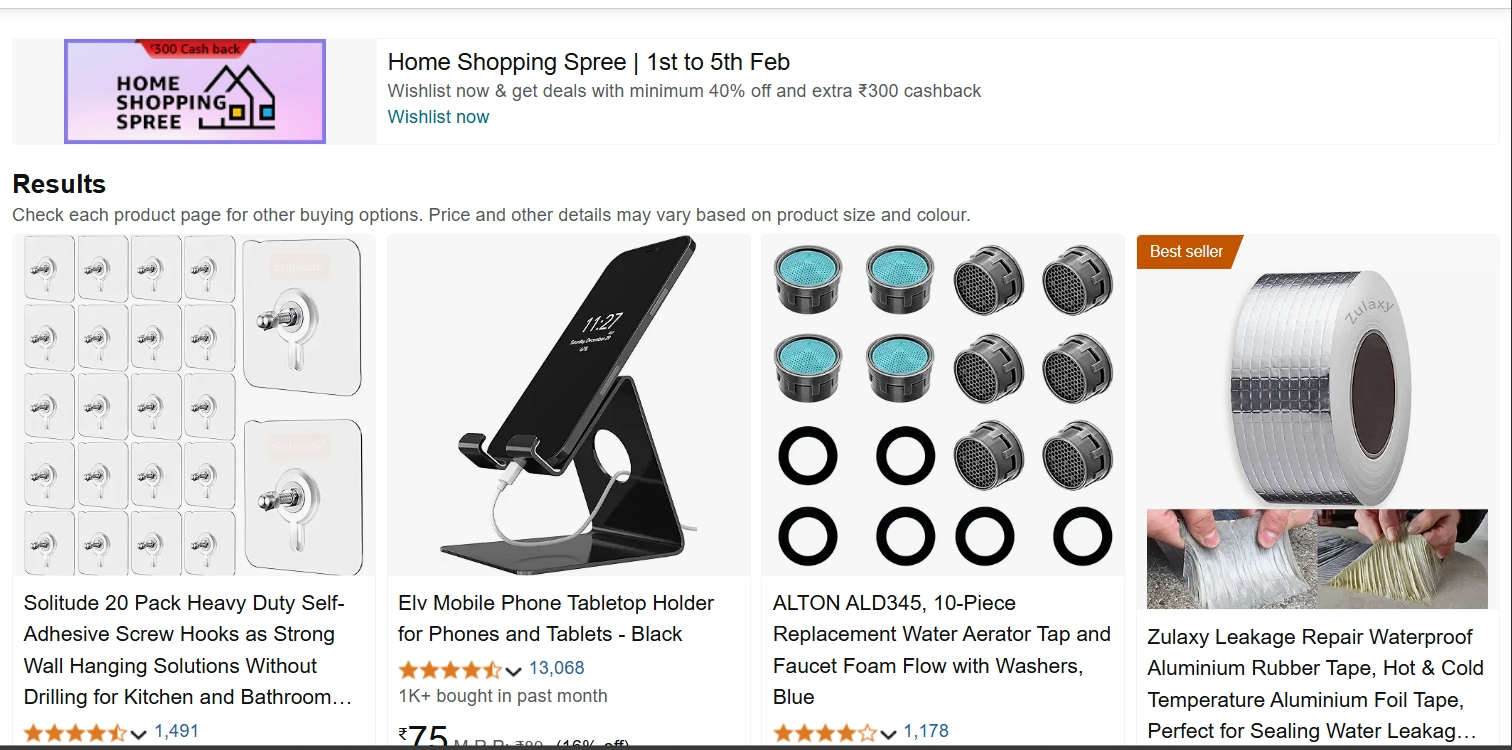 ₹300 Cash back
HOME
SHOPPING
SPREE
Home Shopping Spree | 1st to 5th Feb
Wishlist now & get deals with minimum 40% off and extra ₹300 cashback
Wishlist now
Results
Check each product page for other buying options. Price and other details may vary based on product size and colour.
Solitude
Solitude
Solitude 20 Pack Heavy Duty Self-
Adhesive Screw Hooks as Strong
Wall Hanging Solutions Without
Drilling for Kitchen and Bathroom…
1,491
11:27
Elv Mobile Phone Tabletop Holder
for Phones and Tablets - Black
13,068
1K+ bought in past month
₹75 M.R.P: ₹89 (16% off)
ALTON ALD345, 10-Piece
Replacement Water Aerator Tap and
Faucet Foam Flow with Washers,
Blue
1,178
Best seller
Zulaxy
Zulaxy Leakage Repair Waterproof
Aluminium Rubber Tape, Hot & Cold
Temperature Aluminium Foil Tape,
Perfect for Sealing Water Leakag…